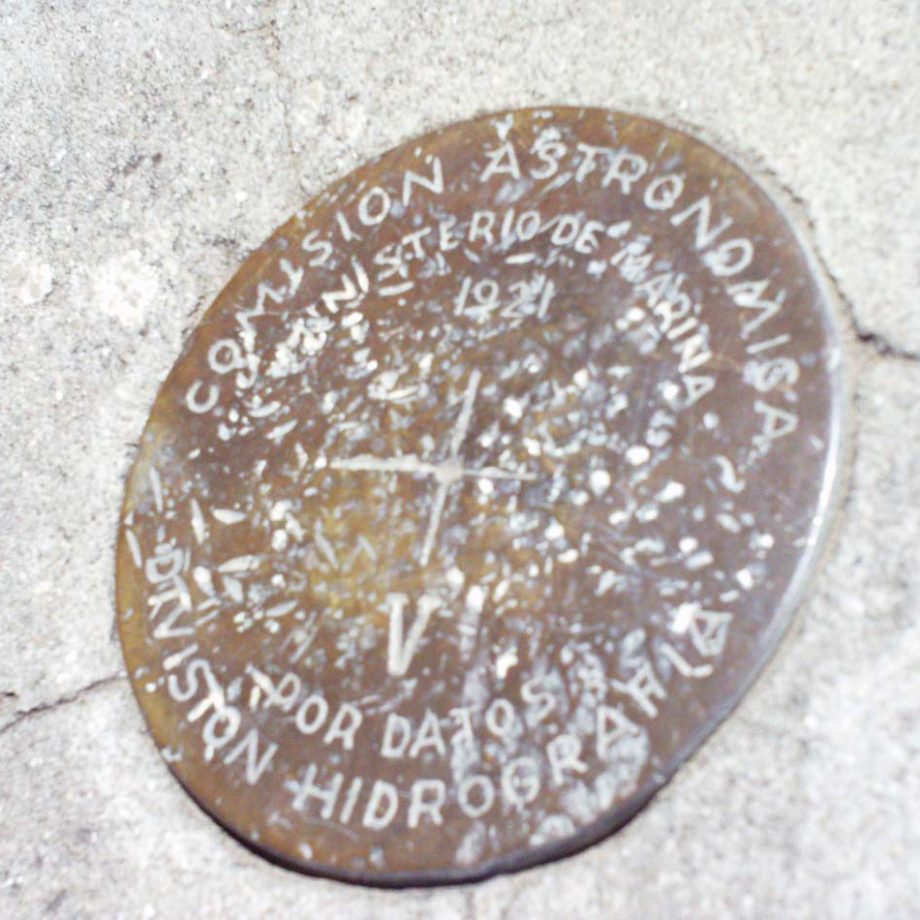 COMISION ASTRONOMICA
MINISTERIO DE MARINA
1921
V
POR DATOS
DIVISION HIDROGRAFIA